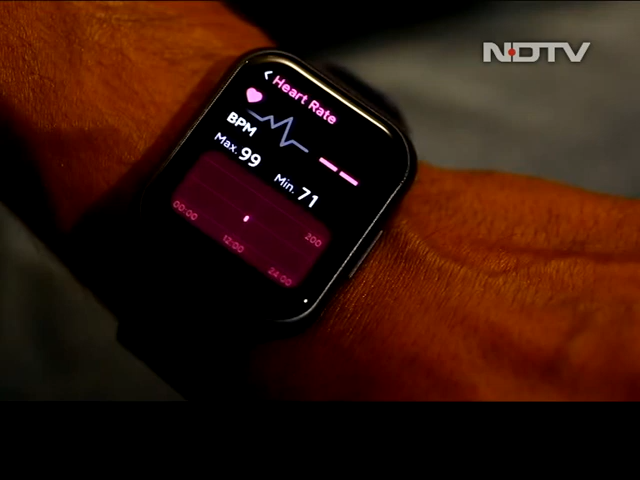 NDTV
< Heart Rate
BPM
--
Max. 99
Min. 71
200
00:00
12:00
24:00